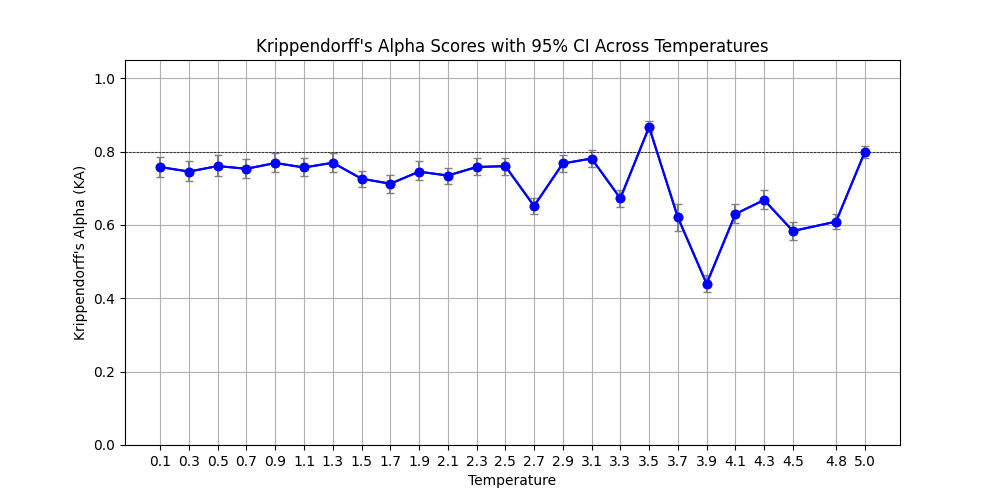 Krippendorff's Alpha Scores with 95% CI Across Temperatures
Krippendorff's Alpha (KA)
1.0
0.8
0.6
0.4
0.2
0.0
0.1 0.3 0.5 0.7 0.9 1.1 1.3 1.5 1.7 1.9 2.1 2.3 2.5 2.7 2.9 3.1 3.3 3.5 3.7 3.9 4.1 4.3 4.5 4.8 5.0
Temperature